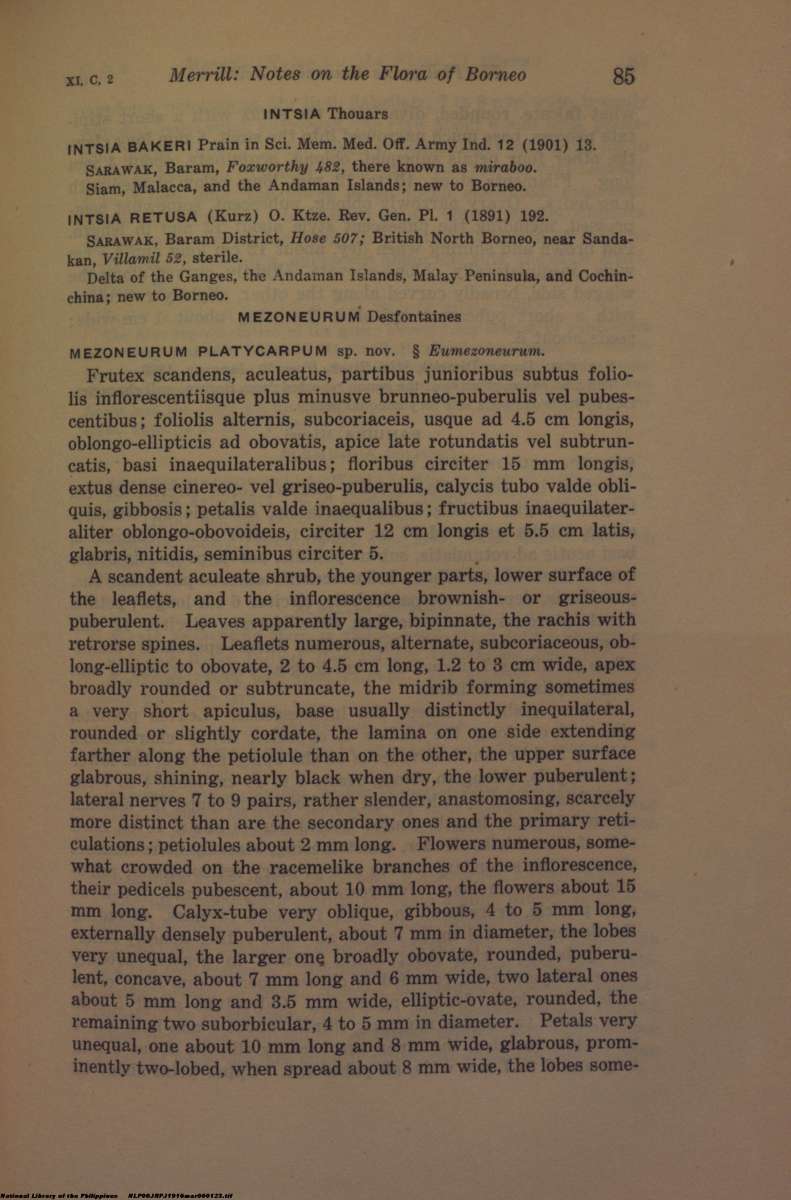 XI, C, 2 Merrill: Notes on the Flora of Borneo 85
INTSIA Thouars
INTSIA BAKERI Prain in Sci. Mem. Med. Off. Army Ind. 12 (1901) 13.
SARAWAK, Baram, Foxworthy 482, there known as miraboo.
Siam, Malacca, and the Andaman Islands; new to Borneo.
INTSIA RETUSA (Kurz) O. Ktze. Rev. Gen. Pl. 1 (1891) 192.
SARAWAK, Baram District, Hose 507; British North Borneo, near Sanda-
kan, Villamil 52, sterile.
Delta of the Ganges, the Andaman Islands, Malay Peninsula, and Cochin-
china; new to Borneo.
MEZONEURUM Desfontaines
MEZONEURUM PLATYCARPUM sp. nov. § Eumezoneurum.
Frutex scandens, aculeatus, partibus junioribus subtus folio-
lis inflorescentiisque plus minusve brunneo-puberulis vel pubes-
centibus; foliolis alternis, subcoriaceis, usque ad 4.5 cm longis,
oblongo-ellipticis ad obovatis, apice late rotundatis vel subtrun-
catis, basi inaequilateralibus; floribus circiter 15 mm longis,
extus dense cinereo- vel griseo-puberulis, calycis tubo valde obli-
quis, gibbosis; petalis valde inaequalibus; fructibus inaequilater-
aliter oblongo-obovoideis, circiter 12 cm longis et 5.5 cm latis,
glabris, nitidis, seminibus circiter 5.
A scandent aculeate shrub, the younger parts, lower surface of
the leaflets, and the inflorescence brownish- or griseous-
puberulent. Leaves apparently large, bipinnate, the rachis with
retrorse spines. Leaflets numerous, alternate, subcoriaceous, ob-
long-elliptic to obovate, 2 to 4.5 cm long, 1.2 to 3 cm wide, apex
broadly rounded or subtruncate, the midrib forming sometimes
a very short apiculus, base usually distinctly inequilateral,
rounded or slightly cordate, the lamina on one side extending
farther along the petiolule than on the other, the upper surface
glabrous, shining, nearly black when dry, the lower puberulent;
lateral nerves 7 to 9 pairs, rather slender, anastomosing, scarcely
more distinct than are the secondary ones and the primary reti-
culations; petiolules about 2 mm long. Flowers numerous, some-
what crowded on the racemelike branches of the inflorescence,
their pedicels pubescent, about 10 mm long, the flowers about 15
mm long. Calyx-tube very oblique, gibbous, 4 to 5 mm long,
externally densely puberulent, about 7 mm in diameter, the lobes
very unequal, the larger one broadly obovate, rounded, puberu-
lent, concave, about 7 mm long and 6 mm wide, two lateral ones
about 5 mm long and 3.5 mm wide, elliptic-ovate, rounded, the
remaining two suborbicular, 4 to 5 mm in diameter. Petals very
unequal, one about 10 mm long and 8 mm wide, glabrous, prom-
inently two-lobed, when spread about 8 mm wide, the lobes some-
National Library of the Philippines